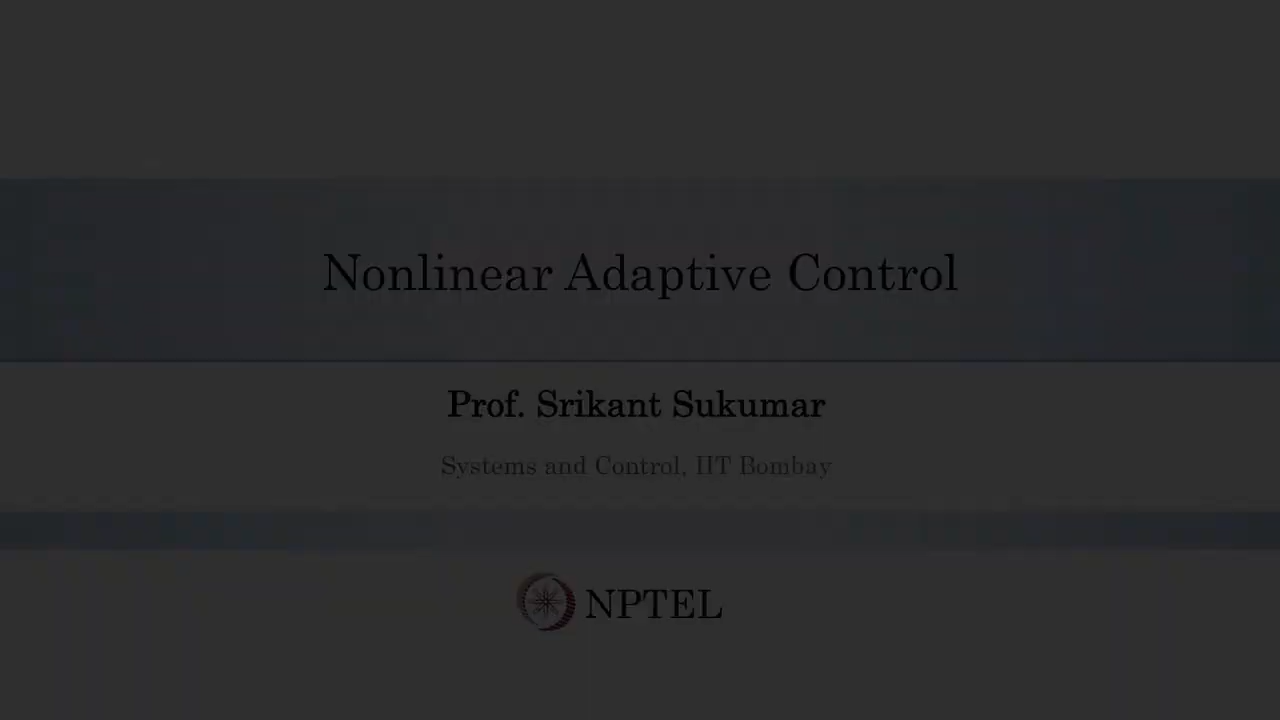 Nonlinear Adaptive Control
Prof. Srikant Sukumar
Systems and Control, IIT Bombay
NPTEL